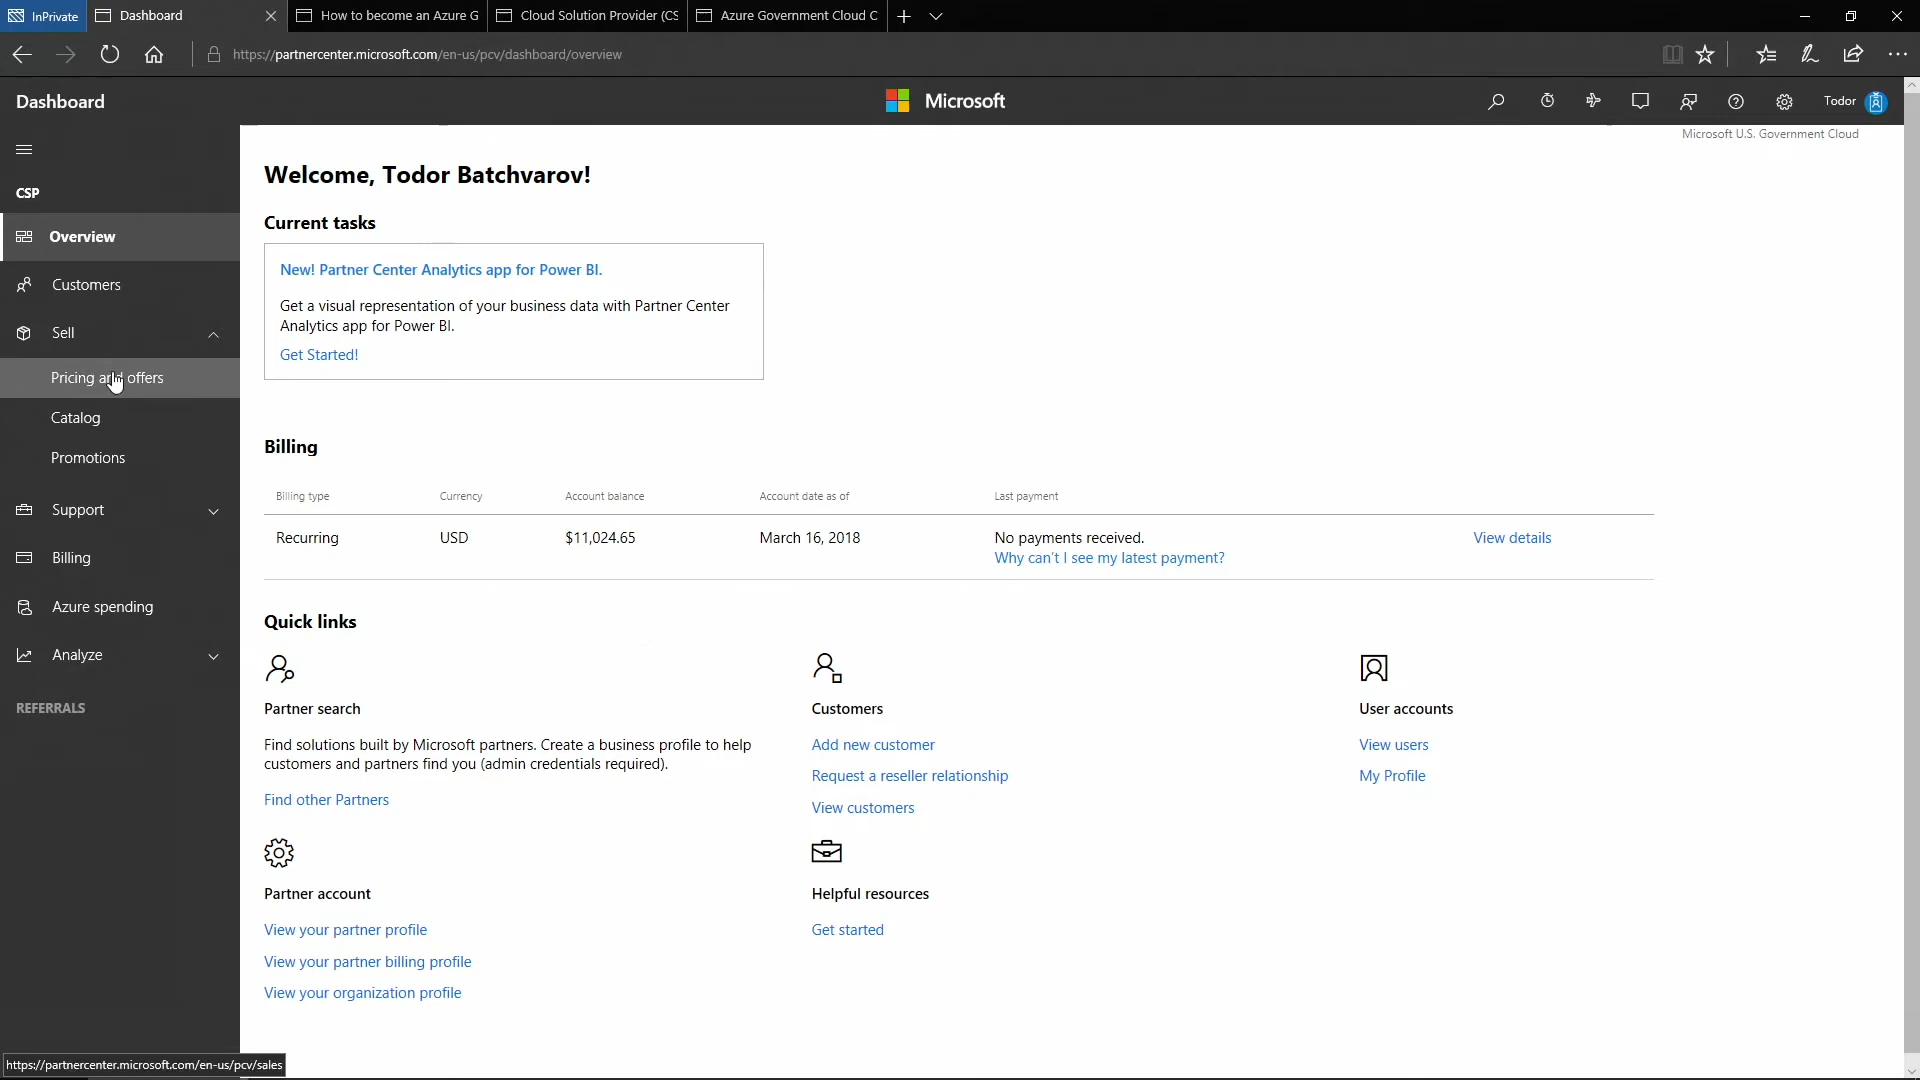 InPrivate
Dashboard
How to become an Azure G
Cloud Solution Provider (CS
Azure Government Cloud C
https://partnercenter.microsoft.com/en-us/pcv/dashboard/overview
Dashboard
Microsoft
Todor
Microsoft U.S. Government Cloud
CSP
Overview
Customers
Sell
Pricing and offers
Catalog
Promotions
Support
Billing
Azure spending
Analyze
REFERRALS
Welcome, Todor Batchvarov!
Current tasks
New! Partner Center Analytics app for Power BI.
Get a visual representation of your business data with Partner Center
Analytics app for Power BI.
Get Started!
Billing
Billing type Currency Account balance Account date as of Last payment
Recurring USD $11,024.65 March 16, 2018 No payments received. View details
Why can't I see my latest payment?
Quick links
Partner search
Find solutions built by Microsoft partners. Create a business profile to help
customers and partners find you (admin credentials required).
Find other Partners
Customers
Add new customer
Request a reseller relationship
View customers
User accounts
View users
My Profile
Partner account
View your partner profile
View your partner billing profile
View your organization profile
Helpful resources
Get started
https://partnercenter.microsoft.com/en-us/pcv/sales